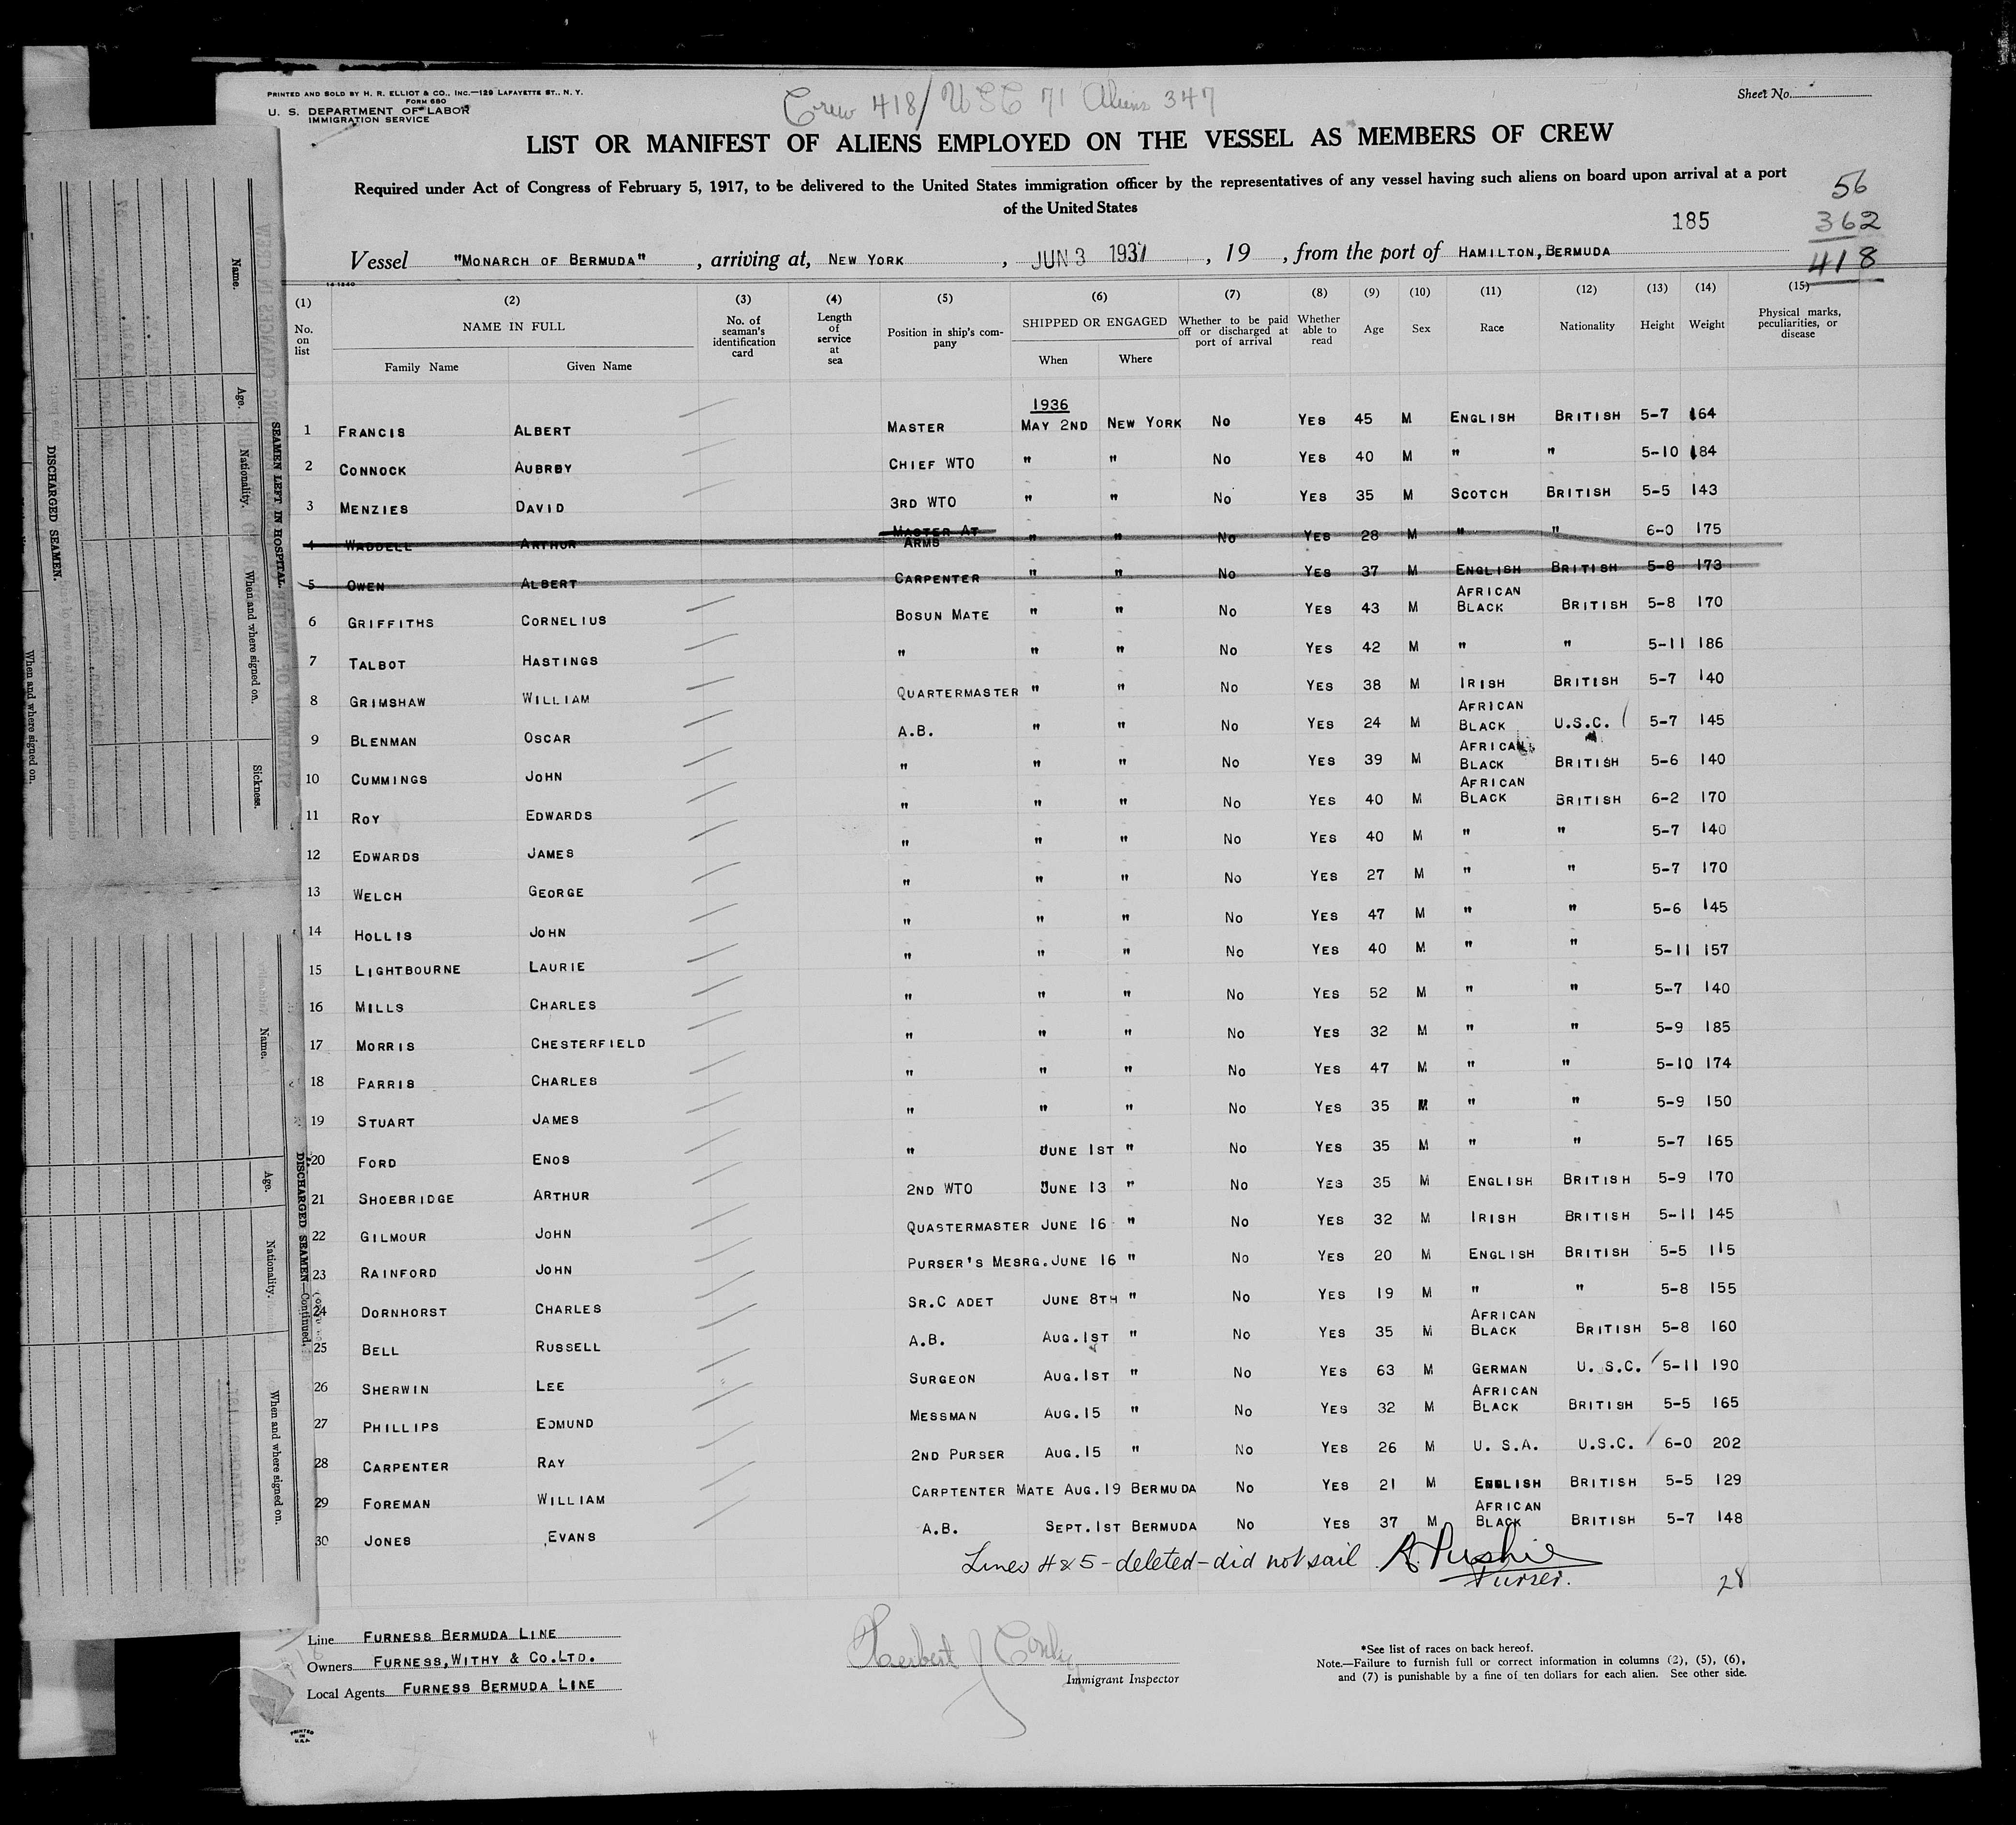 PRINTED AND SOLD BY H. R. ELLIOT & CO., INC.—129 LAFAYETTE ST., N. Y.
FORM 680
U. S. DEPARTMENT OF LABOR
IMMIGRATION SERVICE
Crew 418/ USC 71 Aliens 347
Sheet No.
LIST OR MANIFEST OF ALIENS EMPLOYED ON THE VESSEL AS MEMBERS OF CREW
Required under Act of Congress of February 5, 1917, to be delivered to the United States immigration officer by the representatives of any vessel having such aliens on board upon arrival at a port
of the United States
56
362
418
185
Vessel "MONARCH OF BERMUDA", arriving at, NEW YORK, JUN 3 1937, 19 , from the port of HAMILTON, BERMUDA
(1) (2) (3) (4) (5) (6) (7) (8) (9) (10) (11) (12) (13) (14) (15)
No. on list NAME IN FULL Family Name Given Name No. of seaman's identification card Length of service at sea Position in ship's company SHIPPED OR ENGAGED When Where Whether to be paid off or discharged at port of arrival Whether able to read Age Sex Race Nationality Height Weight Physical marks, peculiarities, or disease
1936
1 FRANCIS ALBERT MASTER MAY 2ND NEW YORK No YES 45 M ENGLISH BRITISH 5-7 164
2 CONNOCK AUBREY CHIEF WTO " " No YES 40 M " " 5-10 184
3 MENZIES DAVID 3RD WTO " " No YES 35 M SCOTCH BRITISH 5-5 143
4 WADDELL ARTHUR MASTER AT ARMS " " No YES 28 M " " 6-0 175
5 OWEN ALBERT CARPENTER " " No YES 37 M ENGLISH BRITISH 5-8 173
6 GRIFFITHS CORNELIUS BOSUN MATE " " No YES 43 M AFRICAN BLACK BRITISH 5-8 170
7 TALBOT HASTINGS " " " No YES 42 M " " 5-11 186
8 GRIMSHAW WILLIAM QUARTERMASTER " " No YES 38 M IRISH BRITISH 5-7 140
9 BLENMAN OSCAR A.B. " " No YES 24 M AFRICAN BLACK U.S.C. 5-7 145
10 CUMMINGS JOHN " " " No YES 39 M AFRICAN BLACK BRITISH 5-6 140
11 ROY EDWARDS " " " No YES 40 M AFRICAN BLACK BRITISH 6-2 170
12 EDWARDS JAMES " " " No YES 40 M " " 5-7 140
13 WELCH GEORGE " " " No YES 27 M " " 5-7 170
14 HOLLIS JOHN " " " No YES 47 M " " 5-6 145
15 LIGHTBOURNE LAURIE " " " No YES 40 M " " 5-11 157
16 MILLS CHARLES " " " No YES 52 M " " 5-7 140
17 MORRIS CHESTERFIELD " " " No YES 32 M " " 5-9 185
18 PARRIS CHARLES " " " No YES 47 M " " 5-10 174
19 STUART JAMES " " " No YES 35 M " " 5-9 150
20 FORD ENOS " JUNE 1ST " No YES 35 M " " 5-7 165
21 SHOEBRIDGE ARTHUR 2ND WTO JUNE 13 " No YES 35 M ENGLISH BRITISH 5-9 170
22 GILMOUR JOHN QUASTERMASTER JUNE 16 " No YES 32 M IRISH BRITISH 5-11 145
23 RAINFORD JOHN PURSER'S MESRG. JUNE 16 " No YES 20 M ENGLISH BRITISH 5-5 115
24 DORNHORST CHARLES SR.C ADET JUNE 8TH " No YES 19 M " " 5-8 155
25 BELL RUSSELL A.B. AUG.1ST " No YES 35 M AFRICAN BLACK BRITISH 5-8 160
26 SHERWIN LEE SURGEON AUG.1ST " No YES 63 M GERMAN U.S.C. 5-11 190
27 PHILLIPS EDMUND MESSMAN AUG.15 " No YES 32 M AFRICAN BLACK BRITISH 5-5 165
28 CARPENTER RAY 2ND PURSER AUG.15 " No YES 26 M U. S.A. U.S.C. 6-0 202
29 FOREMAN WILLIAM CARPTENTER MATE AUG.19 BERMUDA No YES 21 M ENGLISH BRITISH 5-5 129
30 JONES ,EVANS A.B. SEPT.1ST BERMUDA No YES 37 M AFRICAN BLACK BRITISH 5-7 148
Lines 4 & 5 - deleted - did not sail A. Pushie
Purser.
28
Line FURNESS BERMUDA LINE
Owners FURNESS, WITHY & CO. LTD.
Local Agents FURNESS BERMUDA LINE
Immigrant Inspector
*See list of races on back hereof.
Note.—Failure to furnish full or correct information in columns (2), (5), (6),
and (7) is punishable by a fine of ten dollars for each alien. See other side.
PRINTED
IN
U.S.A.
SEAMEN LEFT IN HOSPITAL
Name. Age. Nationality. When and where signed on. Sickness.
DISCHARGED SEAMEN.
When and where signed on.
DISCHARGED SEAMEN—Continued.
Name. Age. Nationality. When and where signed on.